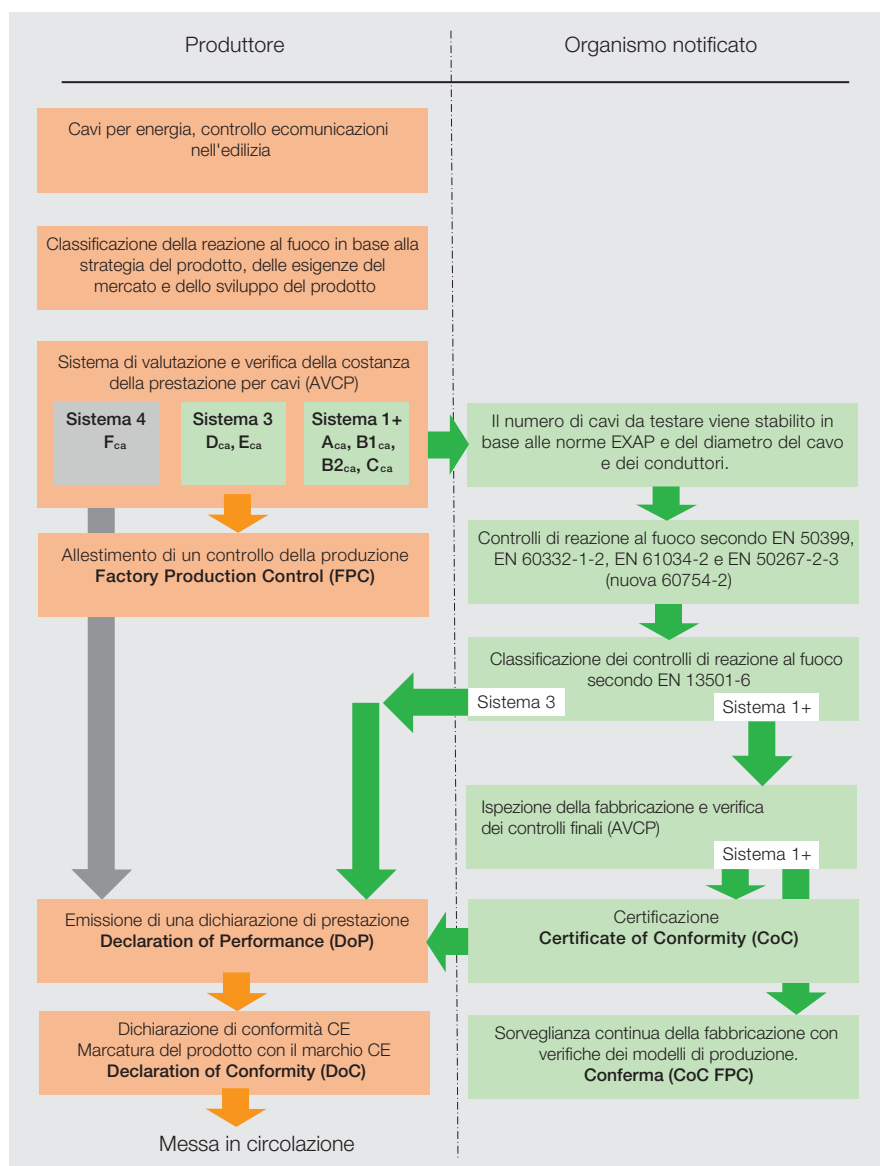 Produttore
Organismo notificato
Cavi per energia, controllo ecomunicazioni
nell'edilizia
Classificazione della reazione al fuoco in base alla
strategia del prodotto, delle esigenze del
mercato e dello sviluppo del prodotto
Sistema di valutazione e verifica della costanza
della prestazione per cavi (AVCP)
Sistema 4
Fca
Sistema 3
Dca, Eca
Sistema 1+
Aca, B1ca,
B2ca, Cca
Il numero di cavi da testare viene stabilito in
base alle norme EXAP e del diametro del cavo
e dei conduttori.
Allestimento di un controllo della produzione
Factory Production Control (FPC)
Controlli di reazione al fuoco secondo EN 50399,
EN 60332-1-2, EN 61034-2 e EN 50267-2-3
(nuova 60754-2)
Classificazione dei controlli di reazione al fuoco
secondo EN 13501-6
Sistema 3
Sistema 1+
Ispezione della fabbricazione e verifica
dei controlli finali (AVCP)
Sistema 1+
Emissione di una dichiarazione di prestazione
Declaration of Performance (DoP)
Certificazione
Certificate of Conformity (CoC)
Dichiarazione di conformità CE
Marcatura del prodotto con il marchio CE
Declaration of Conformity (DoC)
Sorveglianza continua della fabbricazione con
verifiche dei modelli di produzione.
Conferma (CoC FPC)
Messa in circolazione